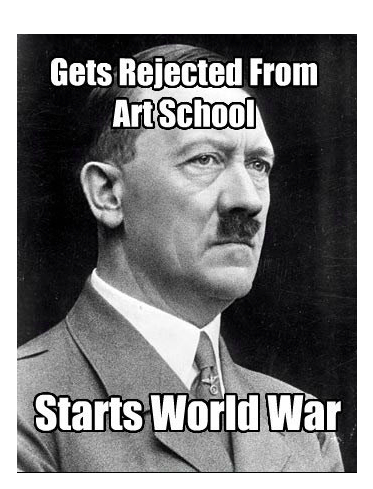 Gets Rejected From
Art School
Starts World War